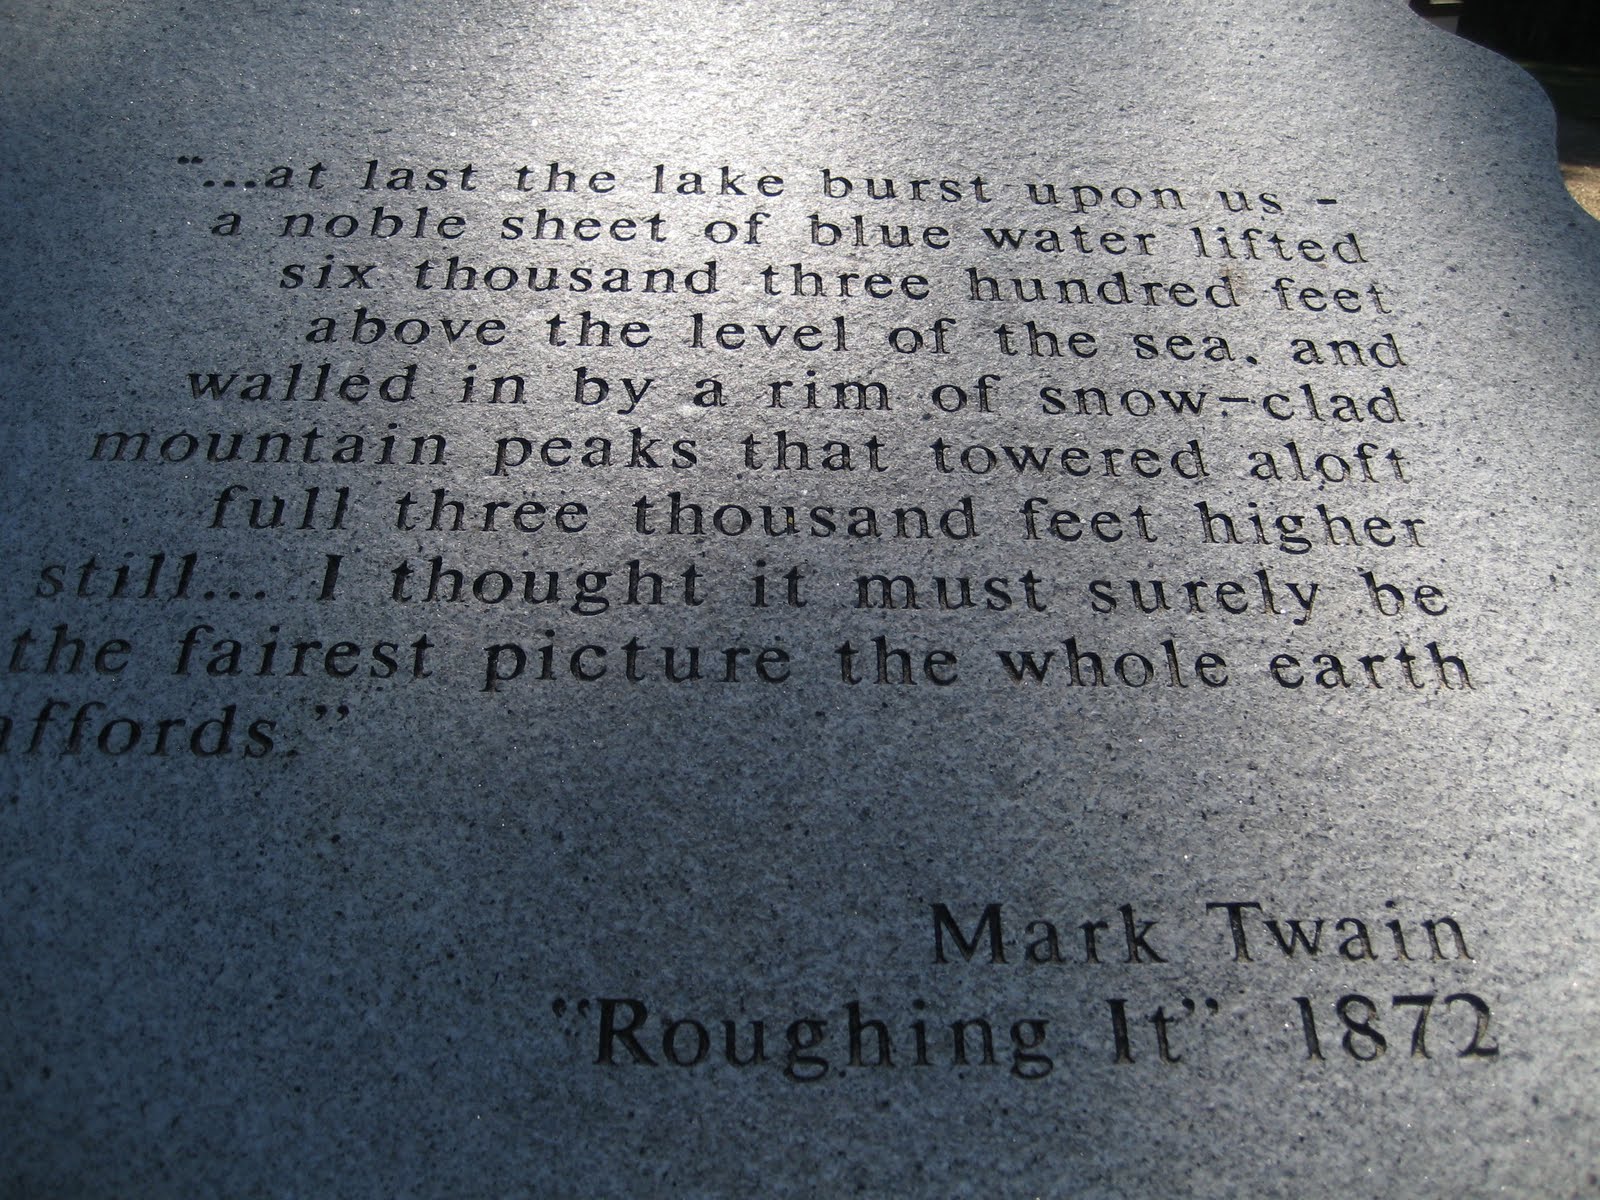 “...at last the lake burst upon us -
a noble sheet of blue water lifted
six thousand three hundred feet
above the level of the sea, and
walled in by a rim of snow-clad
mountain peaks that towered aloft
full three thousand feet higher
still... I thought it must surely be
the fairest picture the whole earth
affords.”
Mark Twain
“Roughing It” 1872